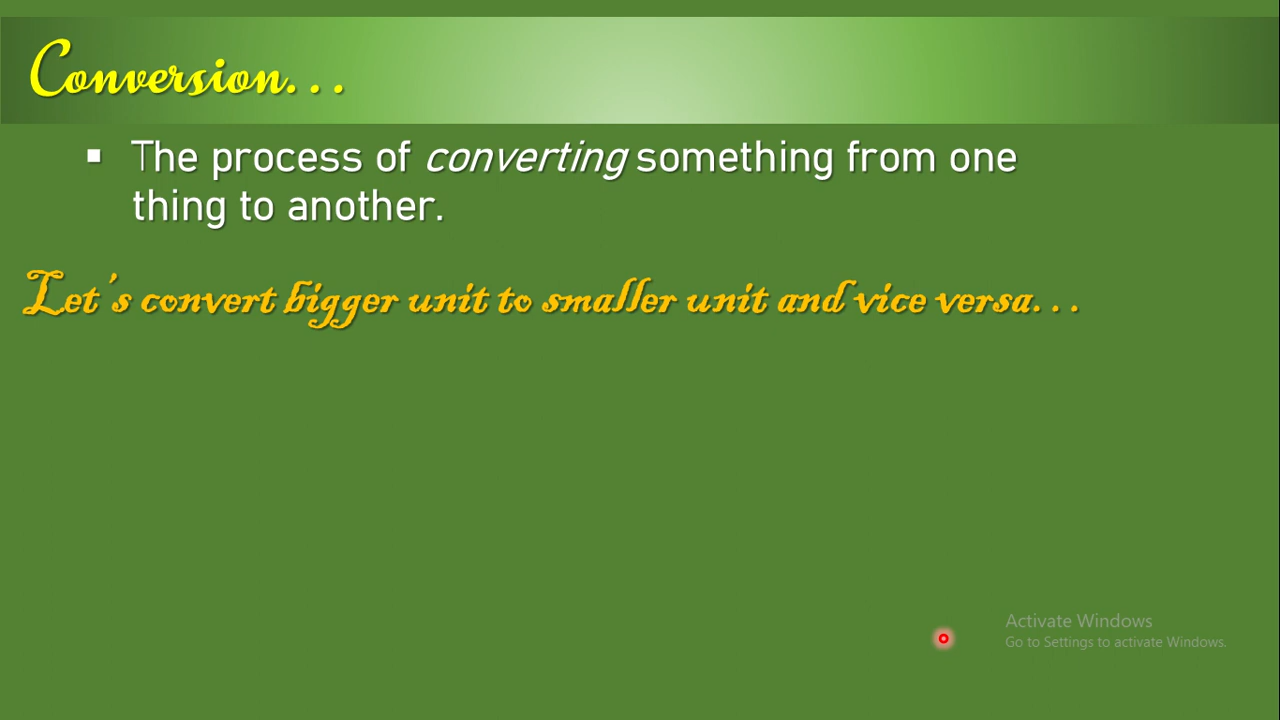 Conversion...
▪ The process of converting something from one
thing to another.
Let's convert bigger unit to smaller unit and vice versa...
Activate Windows
Go to Settings to activate Windows.